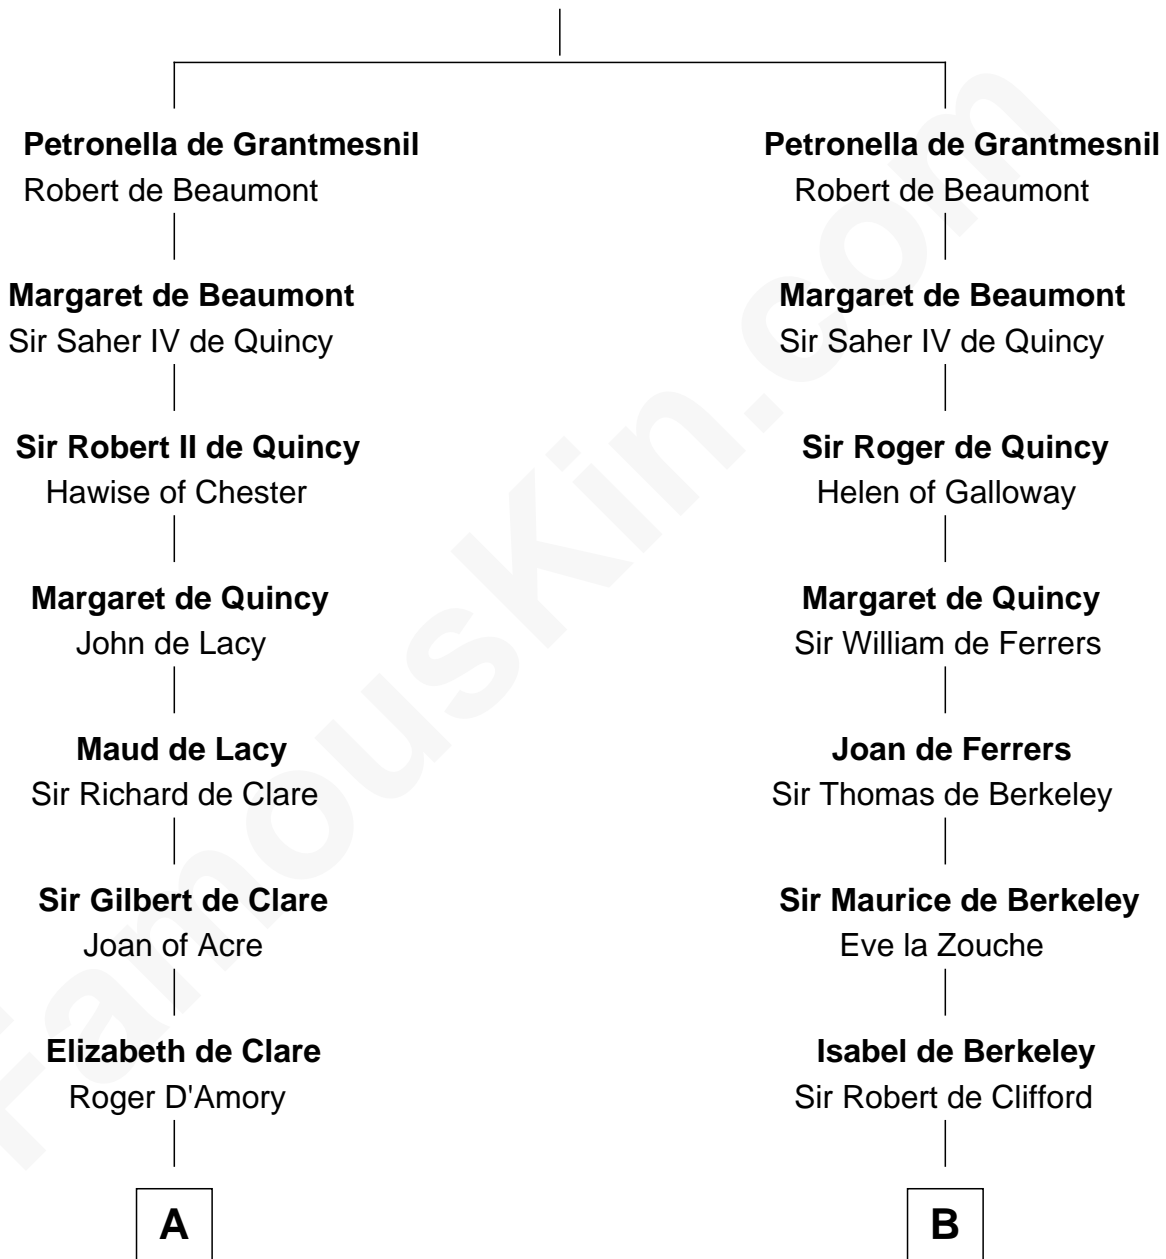 Petronella de Grantmesnil
Robert de Beaumont
Margaret de Beaumont
Sir Saher IV de Quincy
Sir Robert II de Quincy
Hawise of Chester
Margaret de Quincy
John de Lacy
Maud de Lacy
Sir Richard de Clare
Sir Gilbert de Clare
Joan of Acre
Elizabeth de Clare
Roger D'Amory
A
Petronella de Grantmesnil
Robert de Beaumont
Margaret de Beaumont
Sir Saher IV de Quincy
Sir Roger de Quincy
Helen of Galloway
Margaret de Quincy
Sir William de Ferrers
Joan de Ferrers
Sir Thomas de Berkeley
Sir Maurice de Berkeley
Eve la Zouche
Isabel de Berkeley
Sir Robert de Clifford
B
FamousKin.com